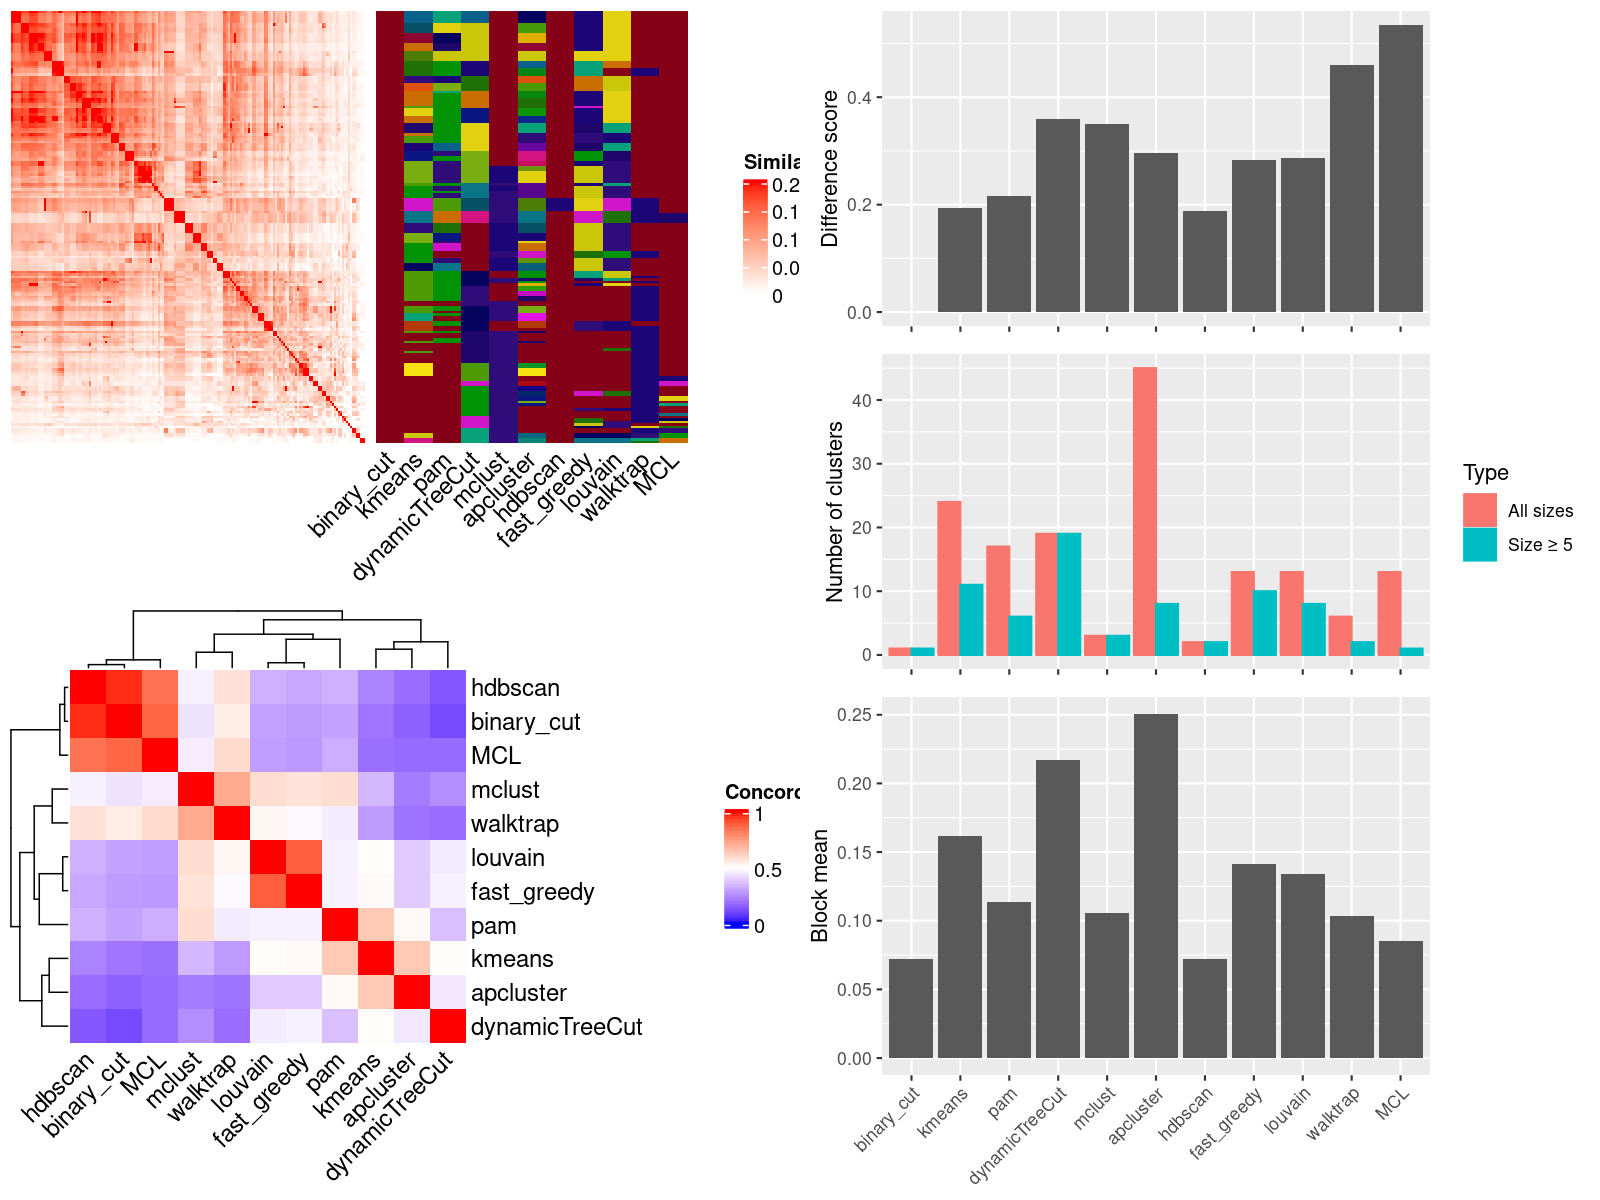 Simila
0.2
0.1
0.1
0.0
0
binary_cut
kmeans
pam
dynamicTreeCut
mclust
apcluster
hdbscan
fast_greedy
louvain
walktrap
MCL
hdbscan
binary_cut
MCL
mclust
walktrap
louvain
fast_greedy
pam
kmeans
apcluster
dynamicTreeCut
hdbscan
binary_cut
MCL
mclust
walktrap
louvain
fast_greedy
pam
kmeans
apcluster
dynamicTreeCut
Concord
1
0.5
0
Difference score
0.4
0.2
0.0
Number of clusters
40
30
20
10
0
Type
All sizes
Size ≥ 5
Block mean
0.25
0.20
0.15
0.10
0.05
0.00
binary_cut
kmeans
pam
dynamicTreeCut
mclust
apcluster
hdbscan
fast_greedy
louvain
walktrap
MCL